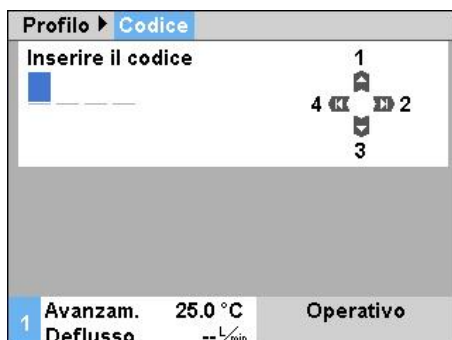 Profilo ▶ Codice
Inserire il codice
1
4 2
3
1 Avanzam. 25.0 °C Operativo
Deflusso -- L/min